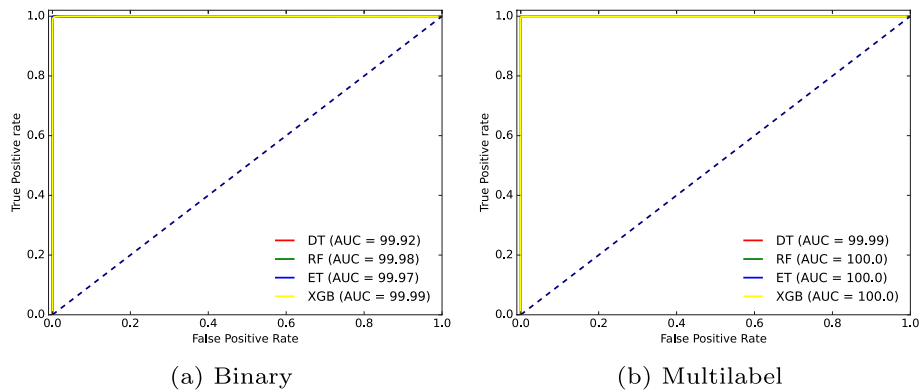 1.0
0.8
0.6
0.4
0.2
0.0
True Positive rate
DT (AUC = 99.92)
RF (AUC = 99.98)
ET (AUC = 99.97)
XGB (AUC = 99.99)
0.0 0.2 0.4 0.6 0.8 1.0
False Positive Rate
(a) Binary
1.0
0.8
0.6
0.4
0.2
0.0
True Positive rate
DT (AUC = 99.99)
RF (AUC = 100.0)
ET (AUC = 100.0)
XGB (AUC = 100.0)
0.0 0.2 0.4 0.6 0.8 1.0
False Positive Rate
(b) Multilabel